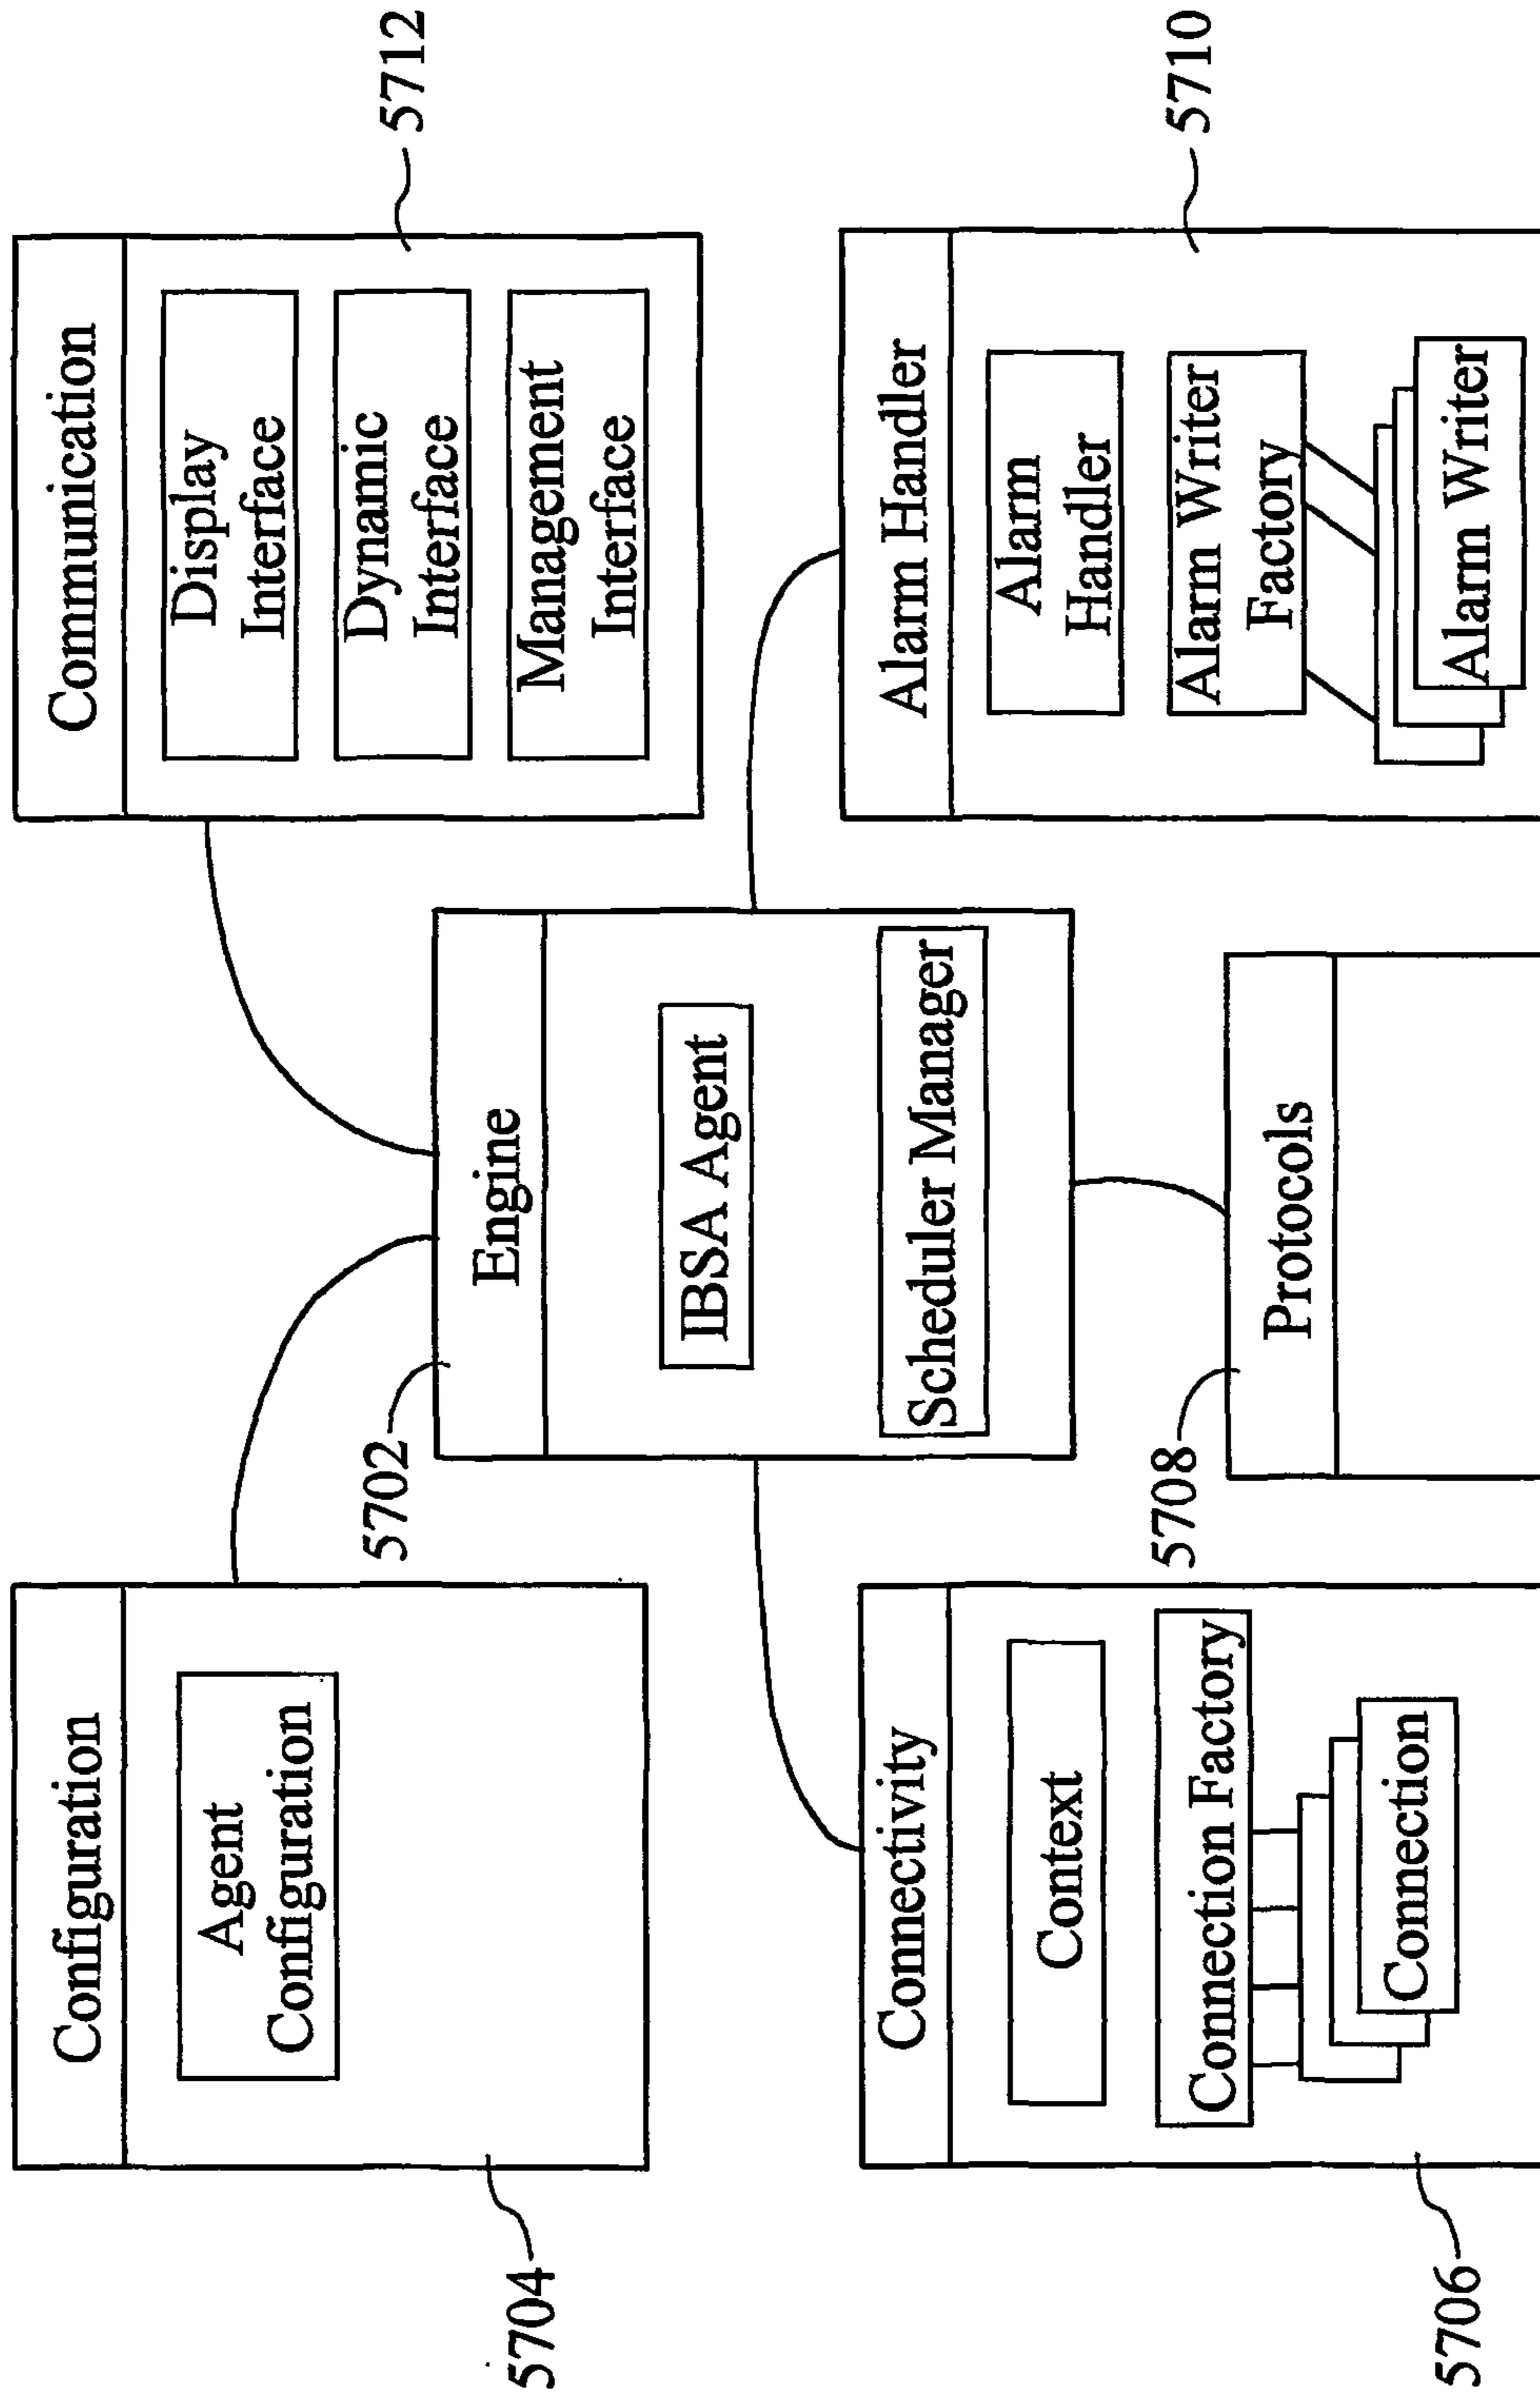 Configuration
Agent
Configuration
5704
Engine
IBSA Agent
Scheduler Manager
5702
Communication
Display
Interface
Dynamic
Interface
Management
Interface
5712
Connectivity
Context
Connection Factory
Connection
5706
Protocols
5708
Alarm Handler
Alarm
Handler
Alarm Writer
Factory
Alarm Writer
5710